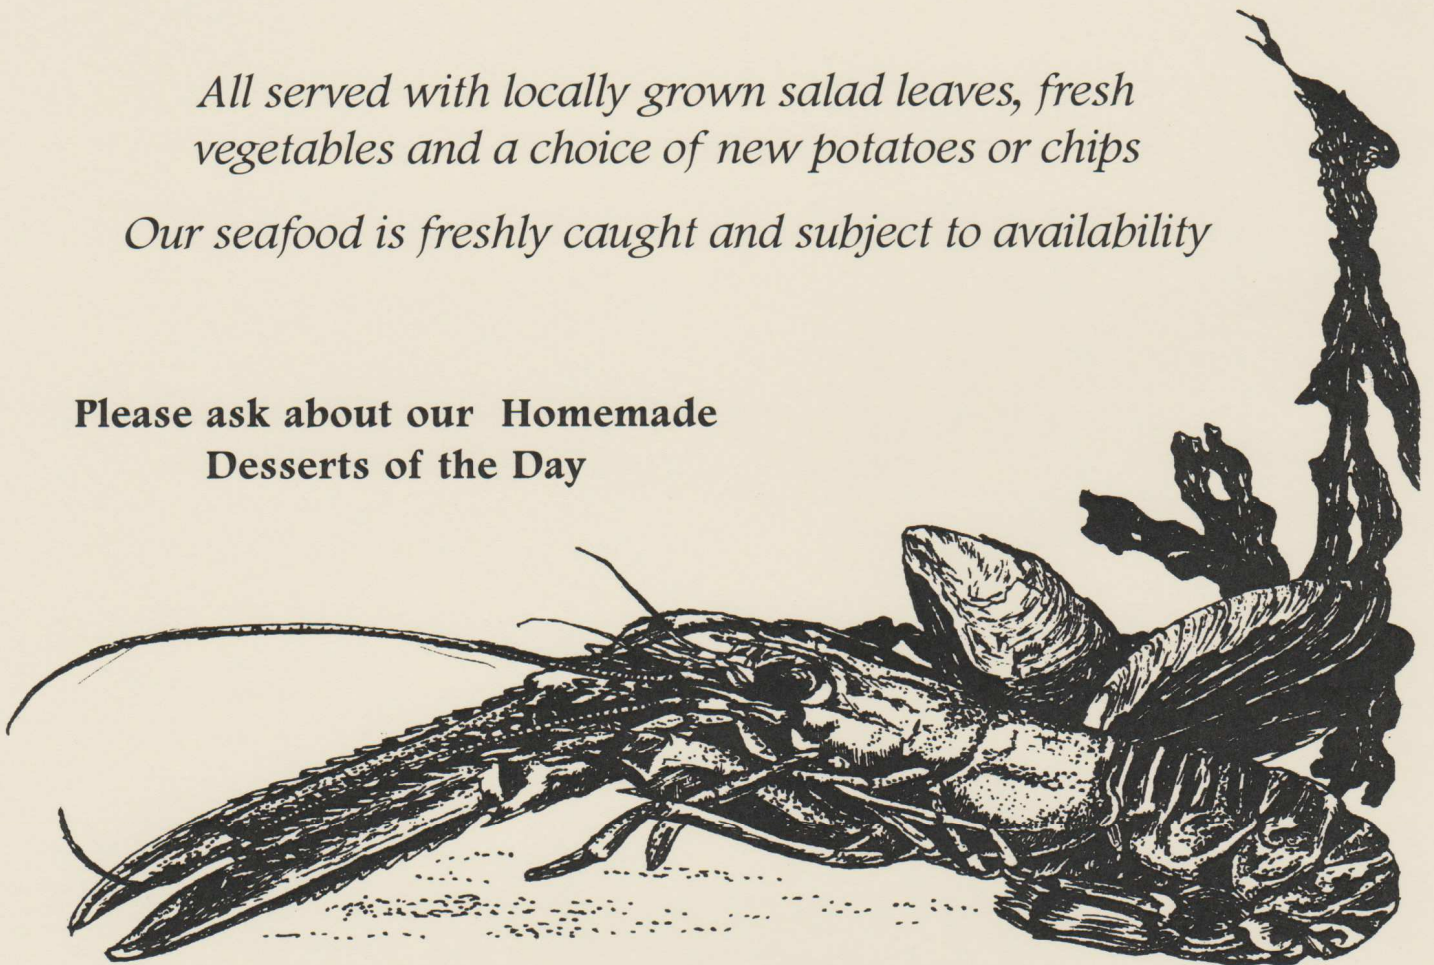 All served with locally grown salad leaves, fresh
vegetables and a choice of new potatoes or chips
Our seafood is freshly caught and subject to availability
Please ask about our Homemade
Desserts of the Day